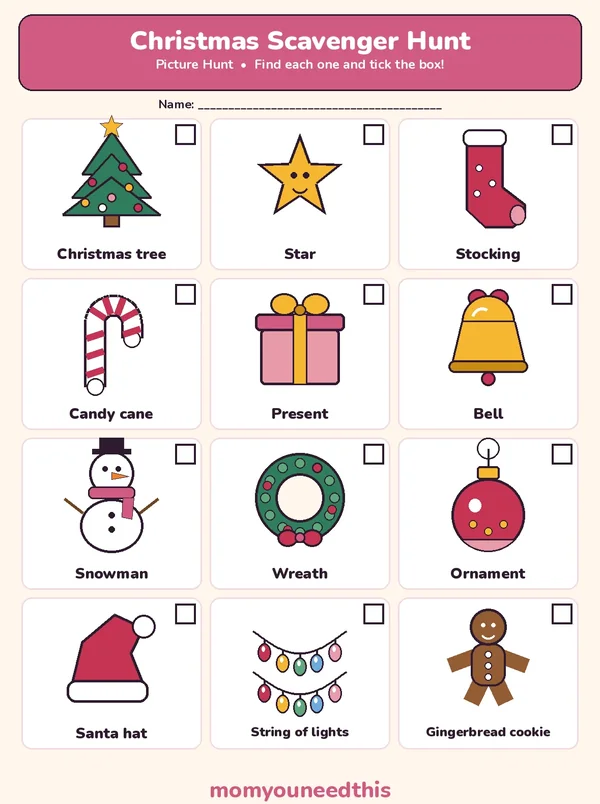 Christmas Scavenger Hunt
Picture Hunt • Find each one and tick the box!
Name: ________________________________________
Christmas tree
Star
Stocking
Candy cane
Present
Bell
Snowman
Wreath
Ornament
Santa hat
String of lights
Gingerbread cookie
momyouneedthis